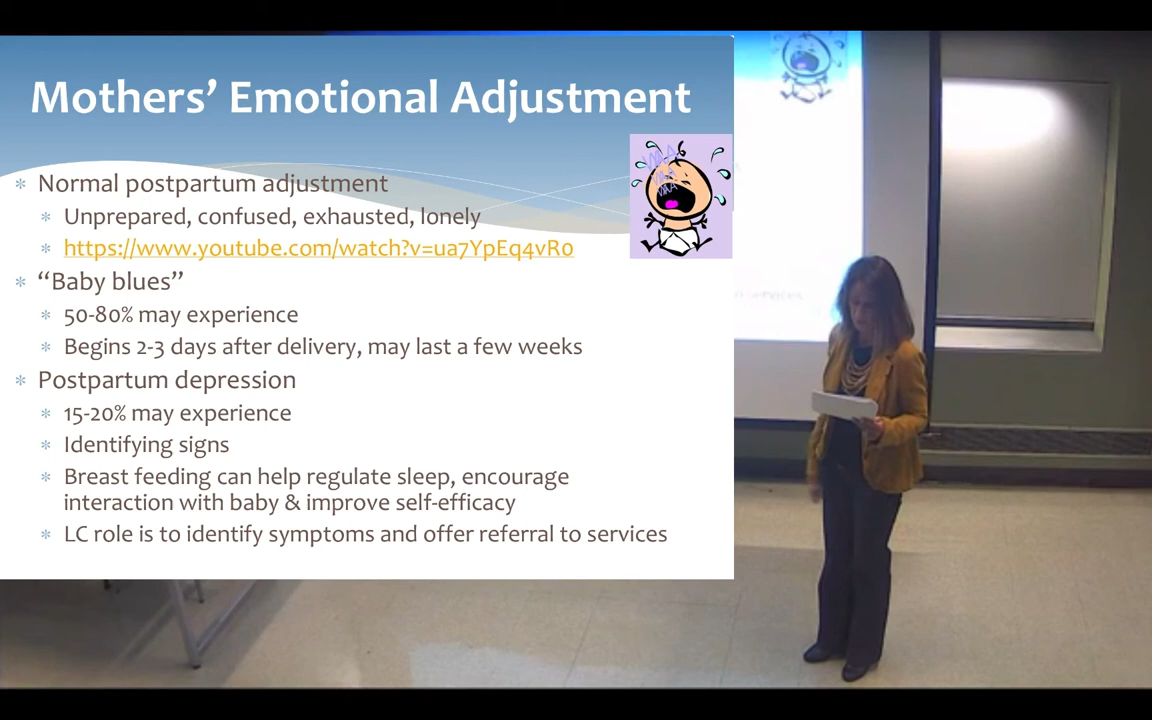 Mothers’ Emotional Adjustment
Normal postpartum adjustment
Unprepared, confused, exhausted, lonely
https://www.youtube.com/watch?v=ua7YpEq4vR0
“Baby blues”
50-80% may experience
Begins 2-3 days after delivery, may last a few weeks
Postpartum depression
15-20% may experience
Identifying signs
Breast feeding can help regulate sleep, encourage
interaction with baby & improve self-efficacy
LC role is to identify symptoms and offer referral to services
WAA
WAA
WAA